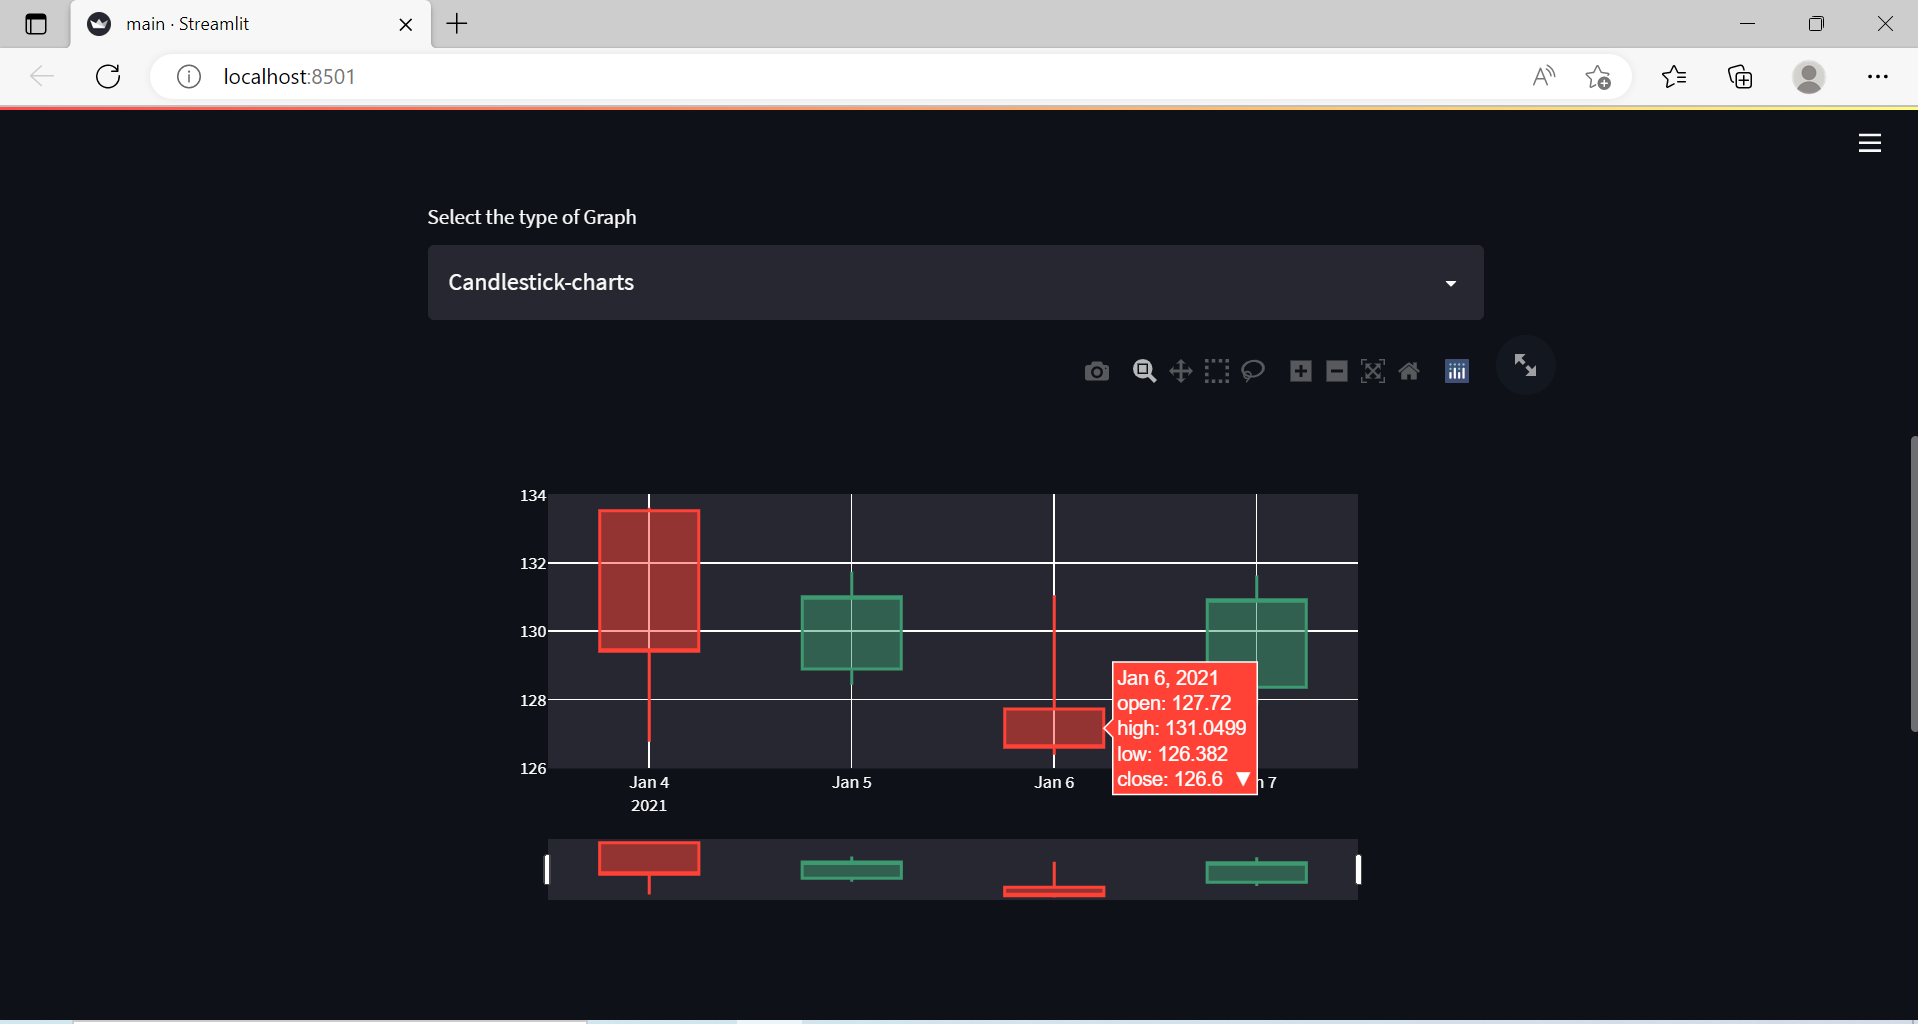 main · Streamlit
localhost:8501
Select the type of Graph
Candlestick-charts
134
132
130
128
126
Jan 4
2021
Jan 5
Jan 6
n 7
Jan 6, 2021
open: 127.72
high: 131.0499
low: 126.382
close: 126.6 ▼